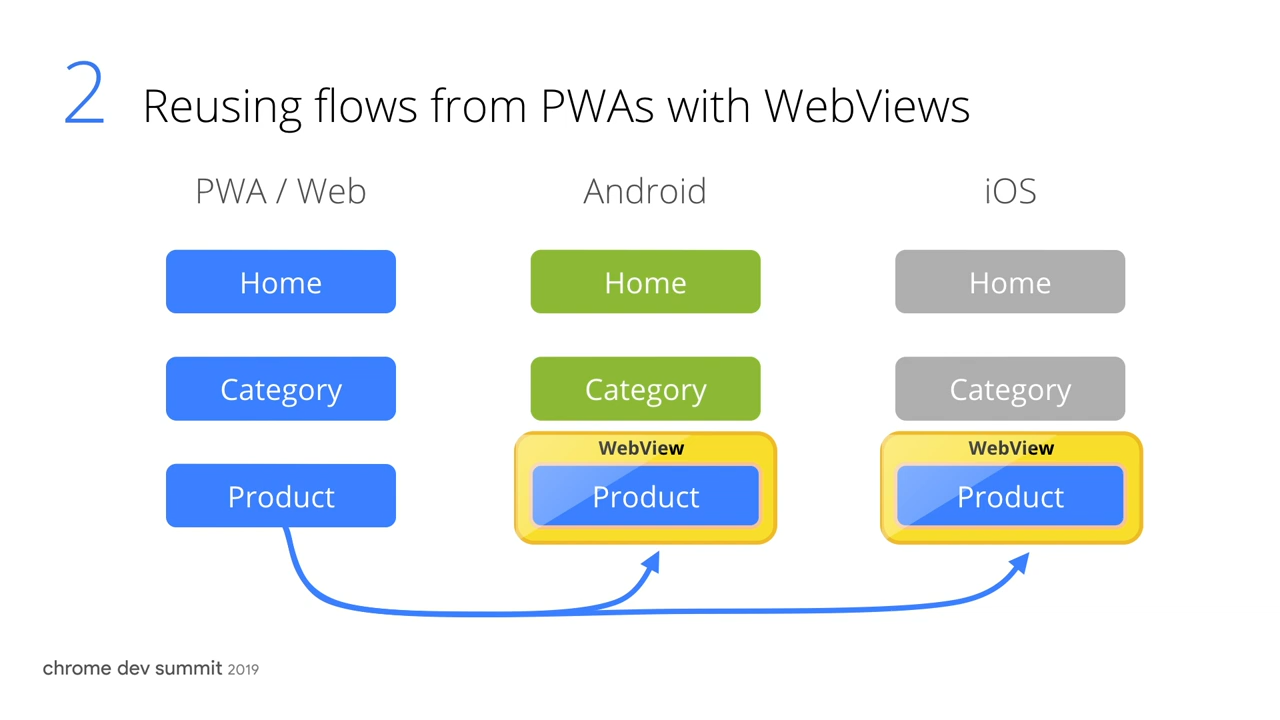 2 Reusing flows from PWAs with WebViews
PWA / Web
Android
iOS
Home
Home
Home
Category
Category
Category
WebView
WebView
Product
Product
Product
chrome dev summit 2019